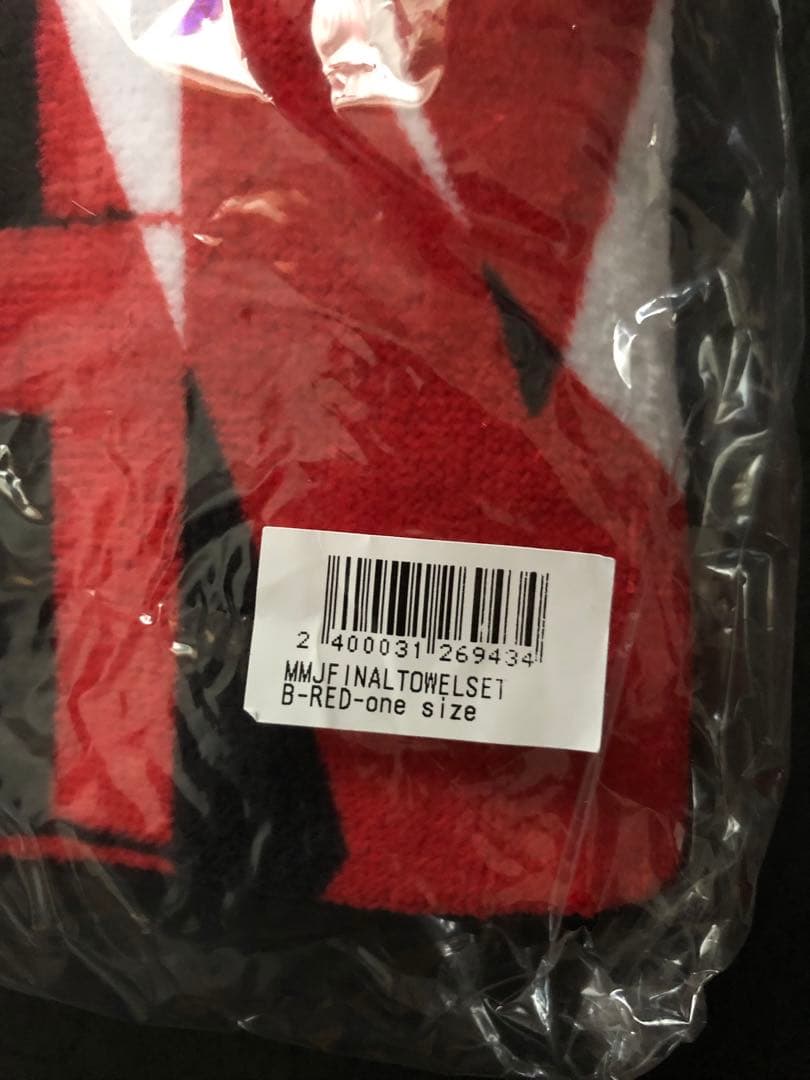 2 400031 269434
MMJFINALTOWELSET
B-RED-one size